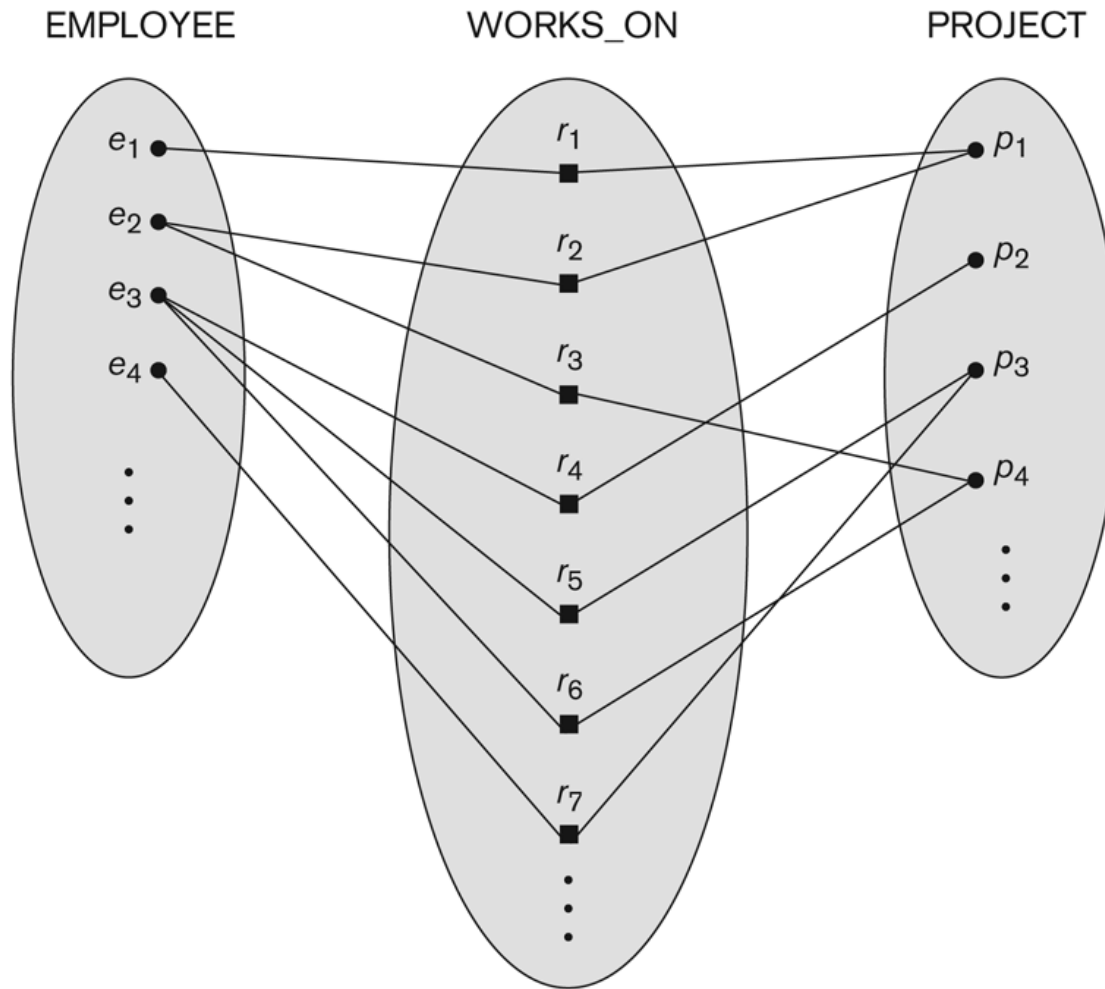 EMPLOYEE WORKS_ON PROJECT
e1 r1 p1
e2 r2 p2
e3 r3 p3
e4 r4 p4
r5
r6
r7